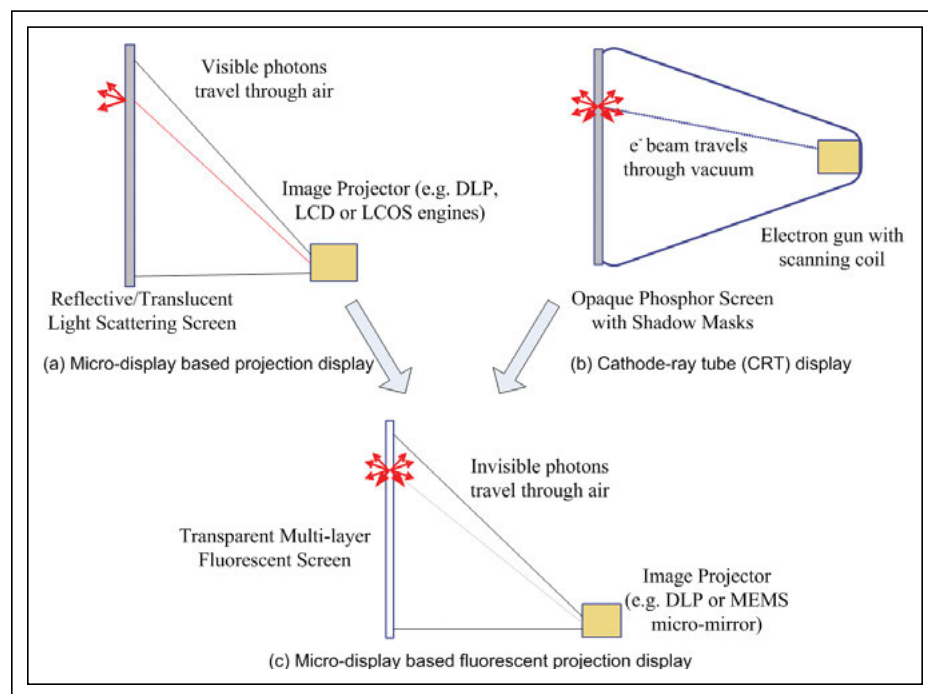 Visible photons
travel through air
Image Projector (e.g. DLP,
LCD or LCOS engines)
Reflective/Translucent
Light Scattering Screen
(a) Micro-display based projection display
e- beam travels
through vacuum
Electron gun with
scanning coil
Opaque Phosphor Screen
with Shadow Masks
(b) Cathode-ray tube (CRT) display
Invisible photons
travel through air
Transparent Multi-layer
Fluorescent Screen
Image Projector
(e.g. DLP or MEMS
micro-mirror)
(c) Micro-display based fluorescent projection display